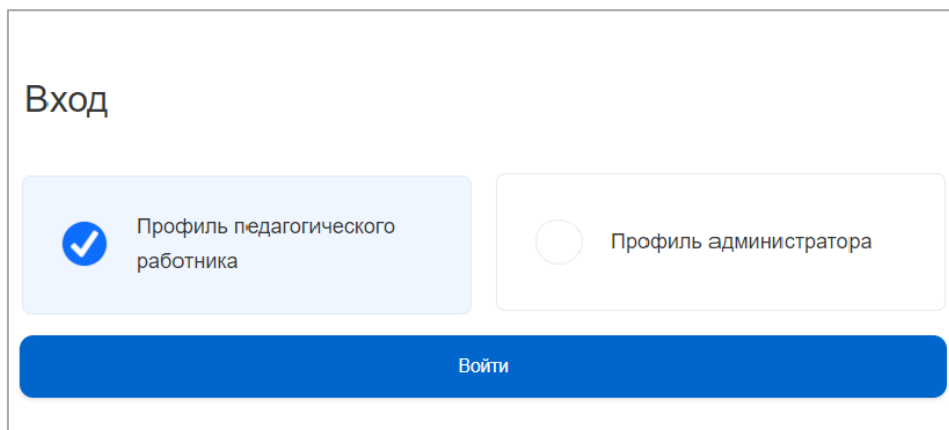 Вход
Профиль педагогического
работника
Профиль администратора
Войти